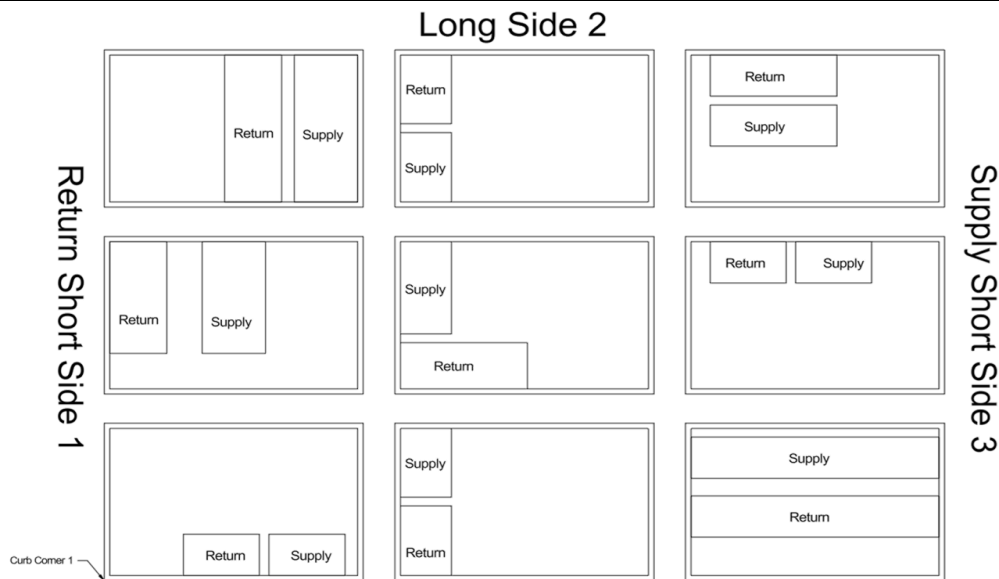 Long Side 2
Return Short Side 1
Supply Short Side 3
Return
Supply
Return
Supply
Return
Supply
Return
Supply
Supply
Return
Return
Supply
Return
Supply
Supply
Return
Supply
Return
Curb Corner 1